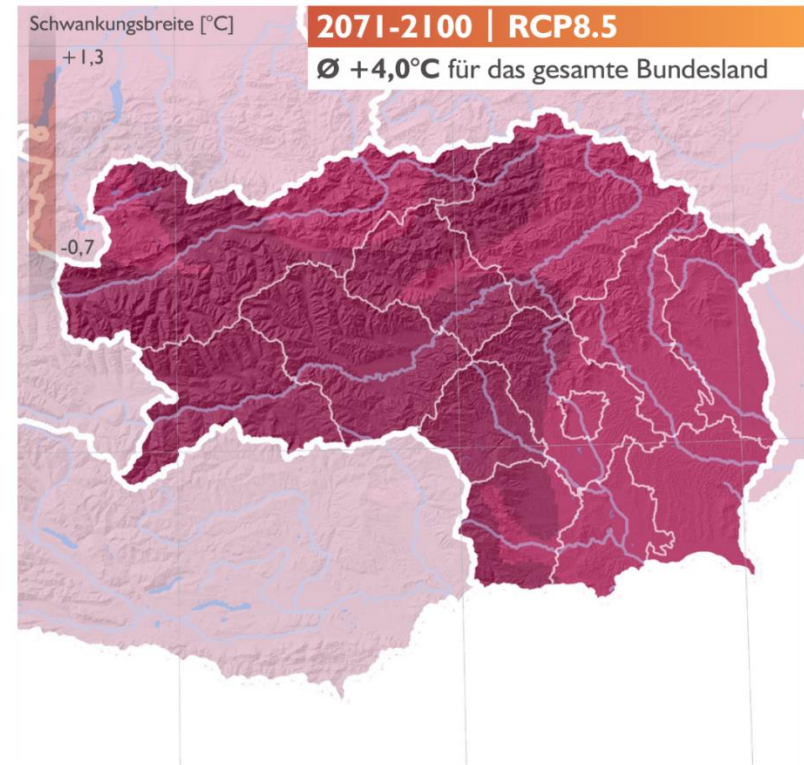 Schwankungsbreite [°C]
+1,3
-0,7
2071-2100 | RCP8.5
Ø +4,0°C für das gesamte Bundesland